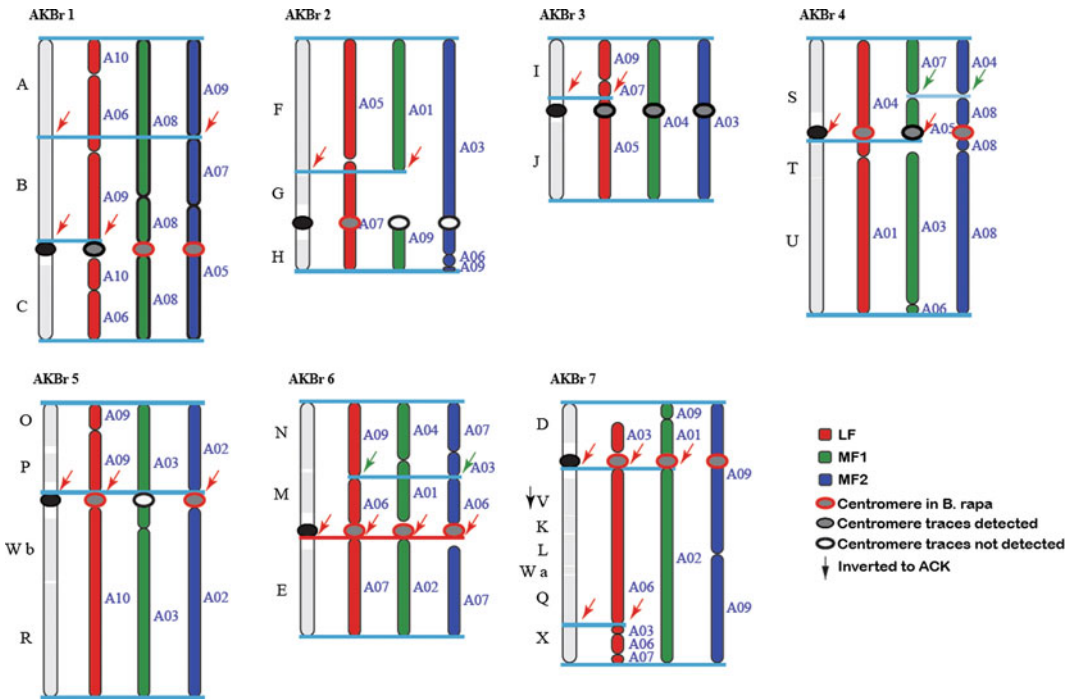 AKBr 1
A
B
C
A10
A06
A09
A10
A06
A08
A08
A08
A09
A07
A05
AKBr 2
F
G
H
A05
A07
A01
A09
A03
A06
A09
AKBr 3
I
J
A09
A07
A05
A04
A03
AKBr 4
S
T
U
A04
A01
A07
A05
A03
A06
A04
A08
A08
A08
AKBr 5
O
P
Wb
R
A09
A09
A10
A03
A03
A02
A02
AKBr 6
N
M
E
A09
A06
A07
A04
A01
A02
A07
A03
A06
A07
AKBr 7
D
V
K
L
Wa
Q
X
A03
A06
A03
A06
A07
A09
A01
A02
A09
A09
LF
MF1
MF2
Centromere in B. rapa
Centromere traces detected
Centromere traces not detected
Inverted to ACK